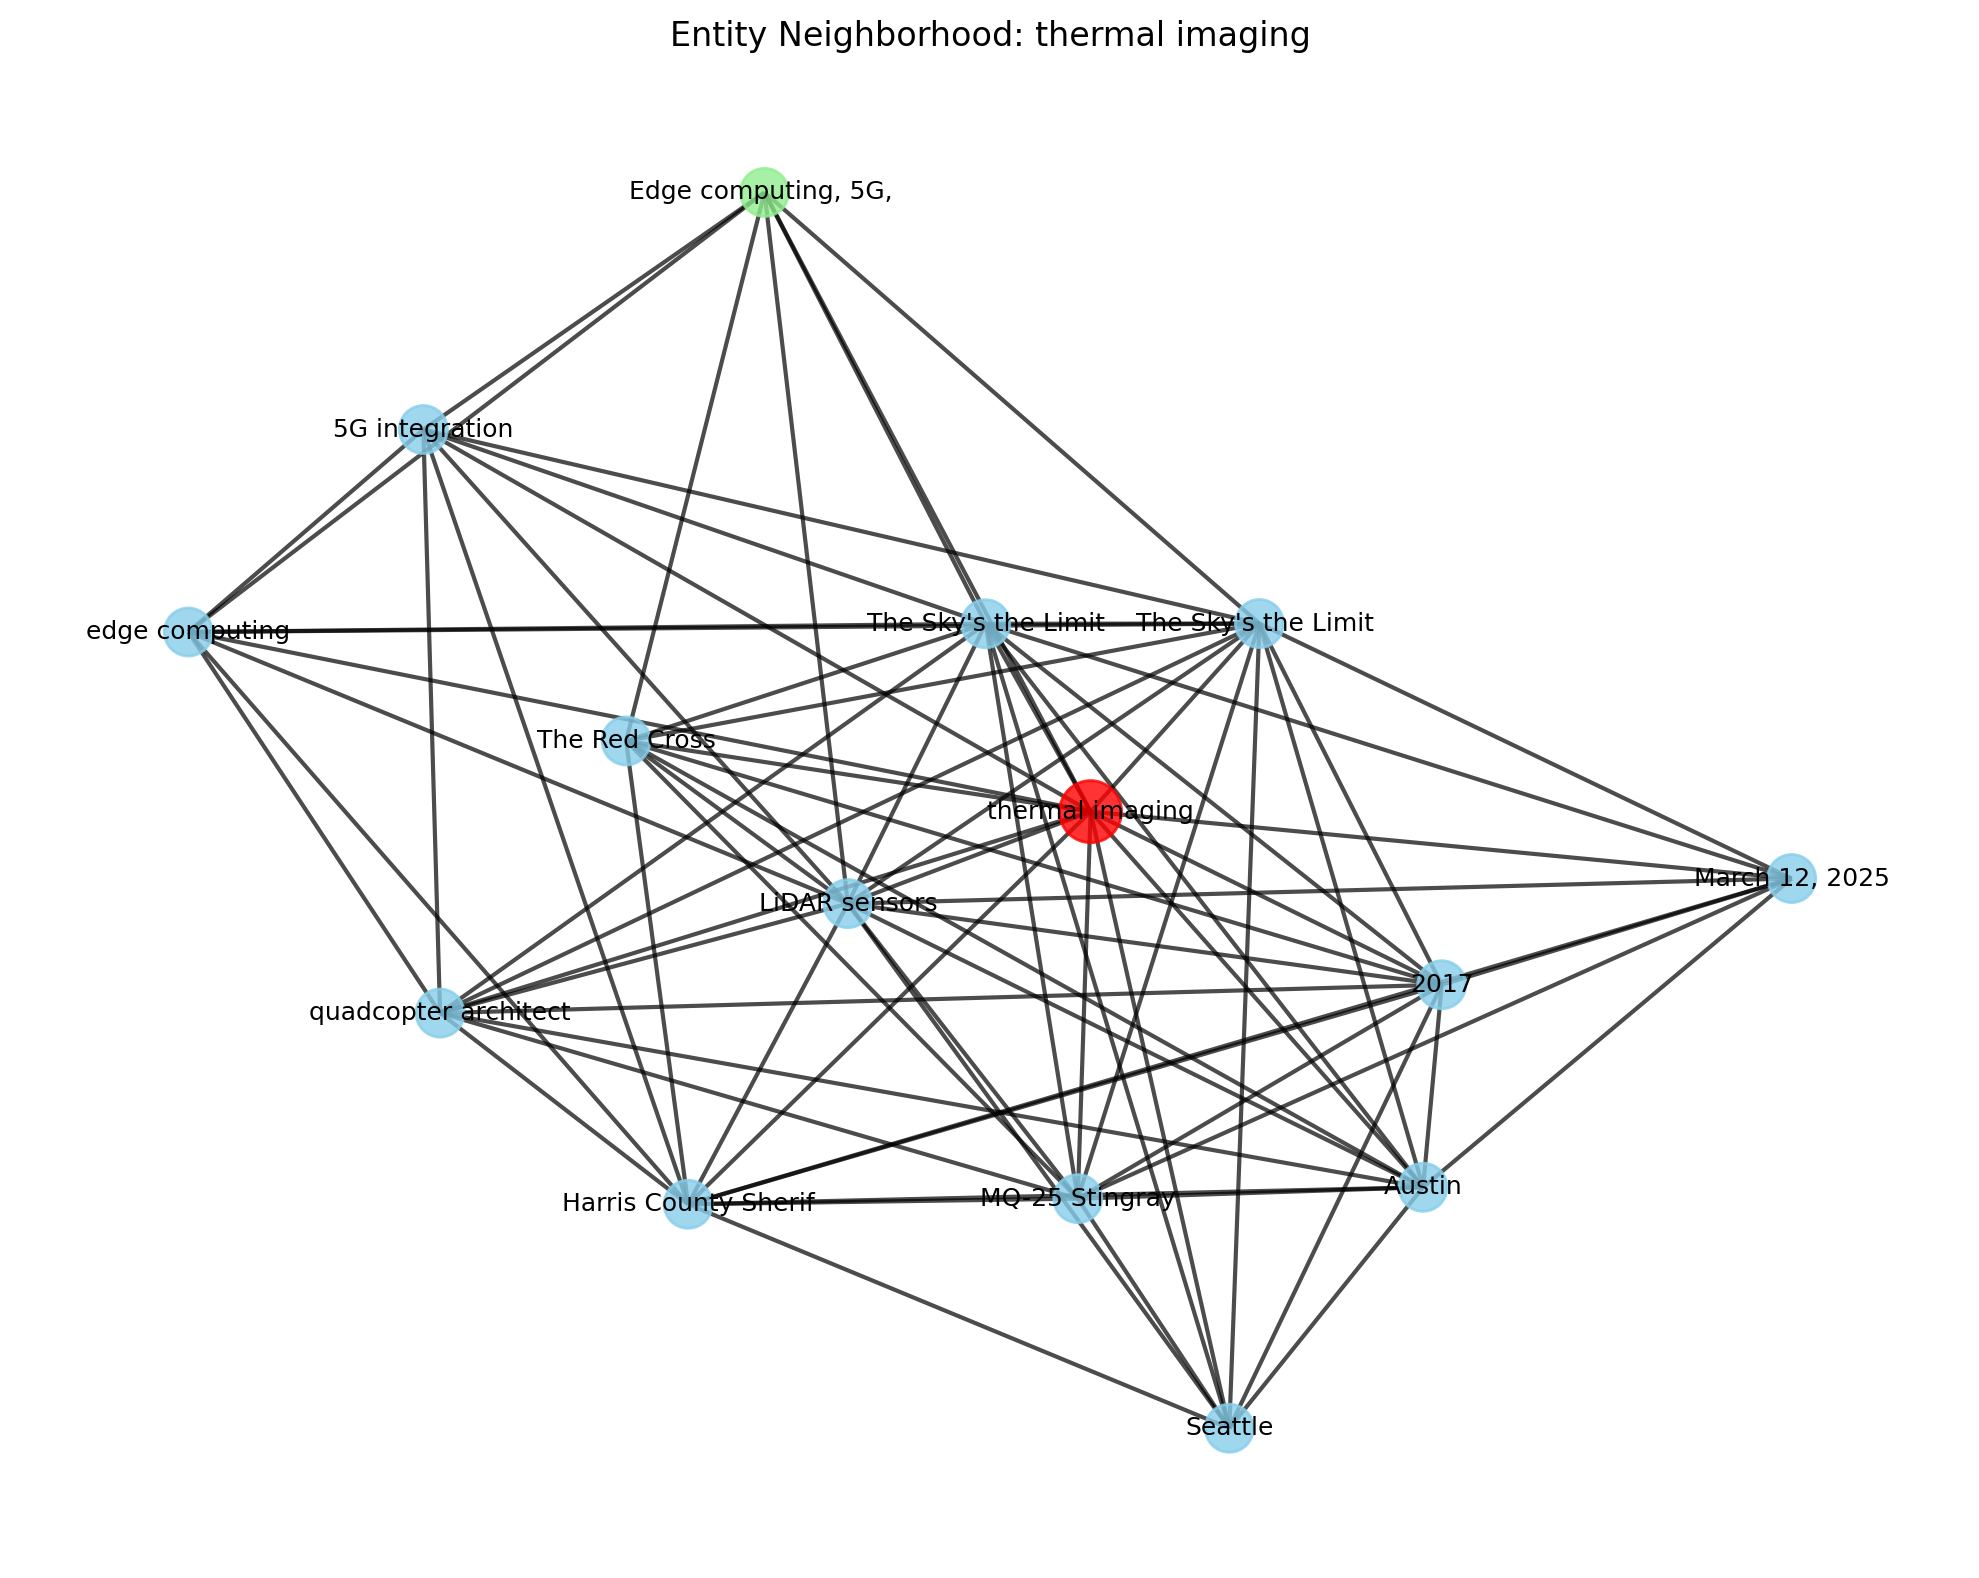 Entity Neighborhood: thermal imaging
Edge computing, 5G,
5G integration
edge computing
The Sky's the Limit
The Sky's the Limit
The Red Cross
thermal imaging
March 12, 2025
LiDAR sensors
2017
quadcopter architect
Austin
MQ-25 Stingray
Harris County Sherif
Seattle